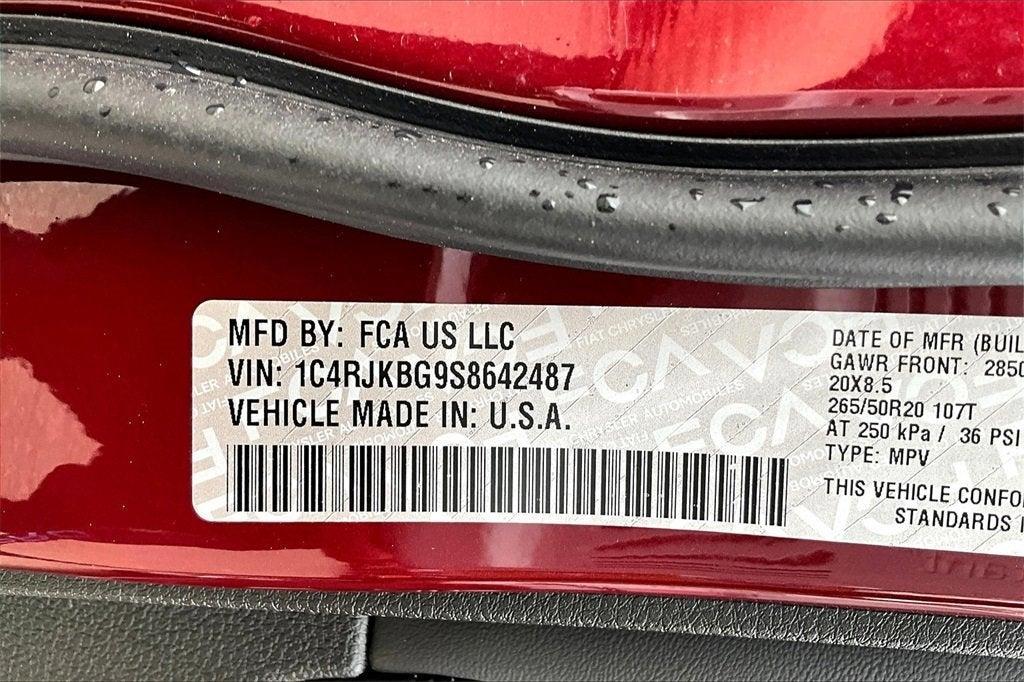 MFD BY: FCA US LLC
VIN: 1C4RJKBG9S8642487
VEHICLE MADE IN: U.S.A.
DATE OF MFR (BUIL
GAWR FRONT: 2850
20X8.5
265/50R20 107T
AT 250 kPa / 36 PSI
TYPE: MPV
THIS VEHICLE CONFO
STANDARDS